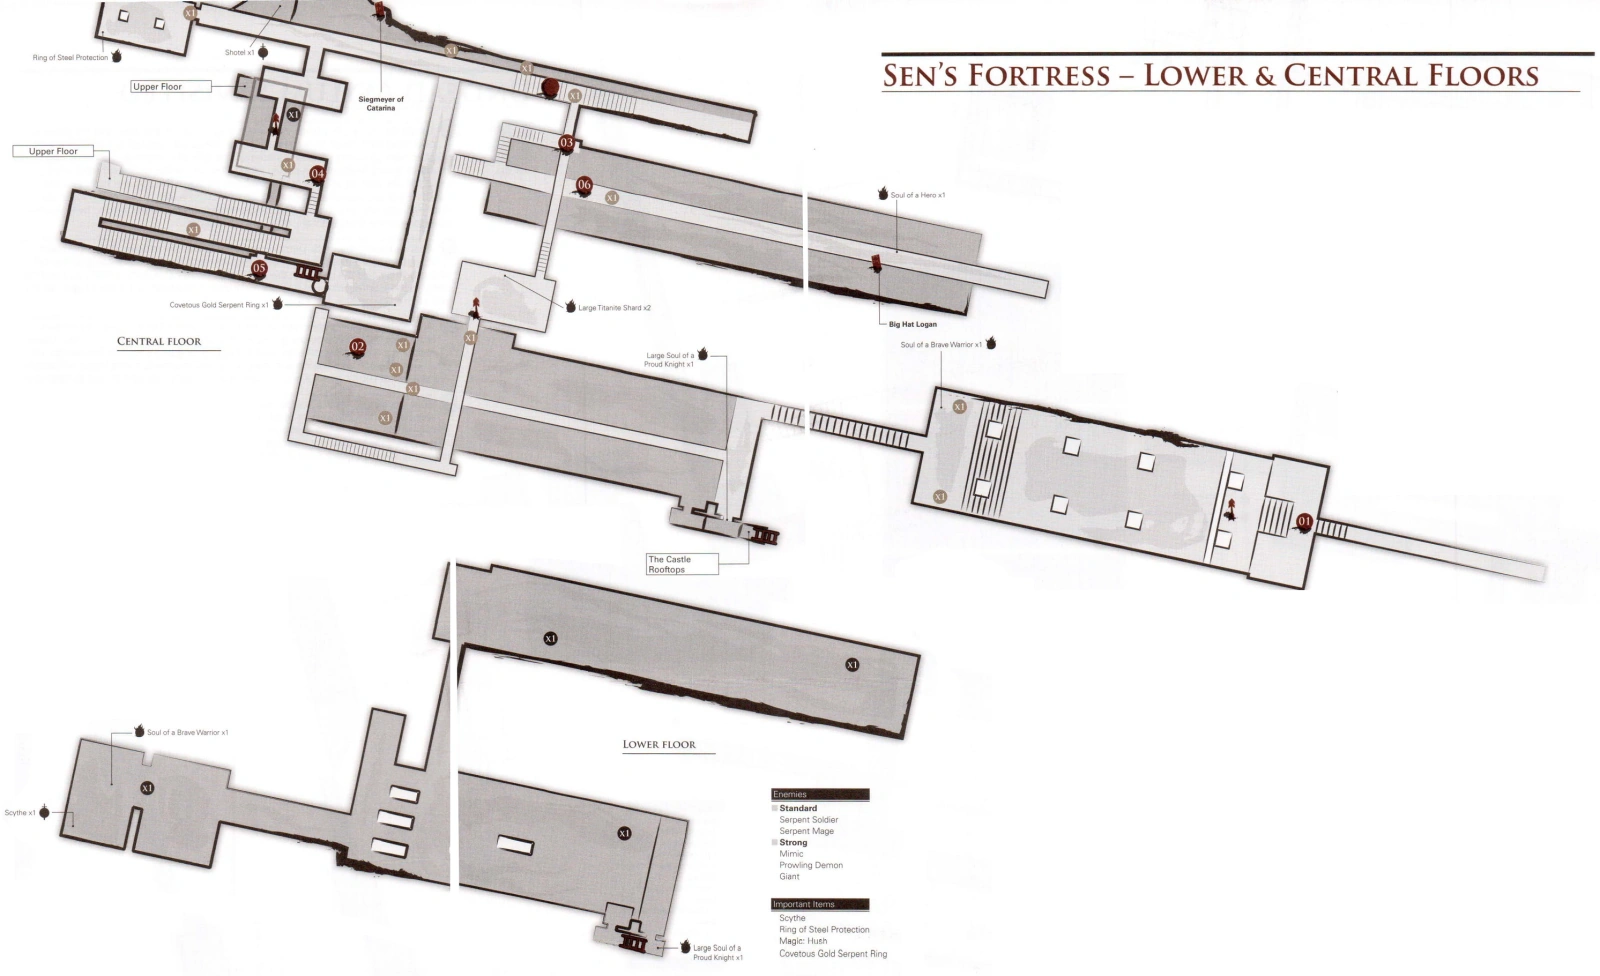 SEN'S FORTRESS – LOWER & CENTRAL FLOORS
x1
Ring of Steel Protection
Shotel x1
x1
x1
Upper Floor
Siegmeyer of
Catarina
x1
x1
03
Upper Floor
x1
04
06
x1
Soul of a Hero x1
x1
05
Covetous Gold Serpent Ring x1
Large Titanite Shard x2
Big Hat Logan
CENTRAL FLOOR
02
x1
x1
Soul of a Brave Warrior x1
Large Soul of a
Proud Knight x1
x1
x1
x1
x1
x1
01
The Castle
Rooftops
x1
x1
LOWER FLOOR
Soul of a Brave Warrior x1
x1
Scythe x1
x1
Large Soul of a
Proud Knight x1
Enemies
Standard
Serpent Soldier
Serpent Mage
Strong
Mimic
Prowling Demon
Giant
Important Items
Scythe
Ring of Steel Protection
Magic: Hush
Covetous Gold Serpent Ring